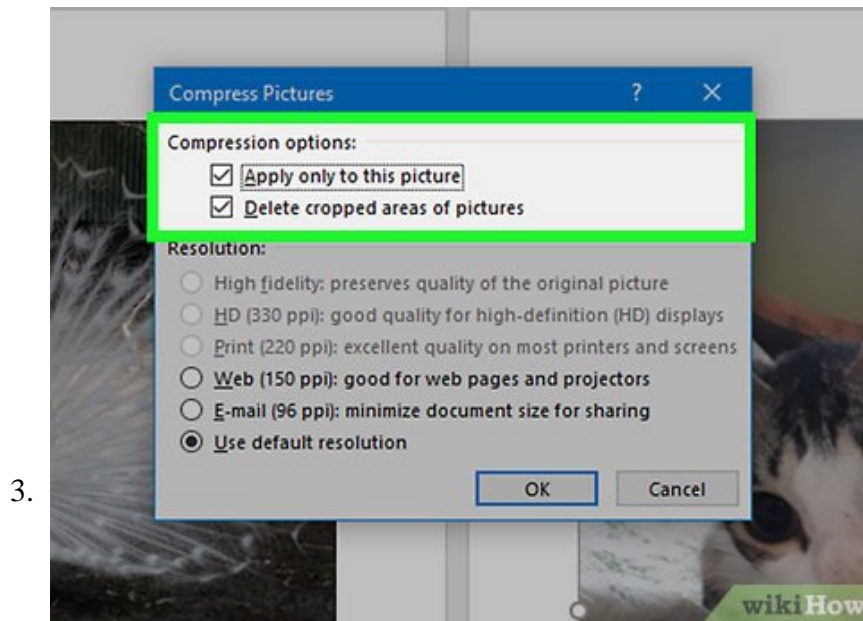 Compress Pictures ?
Compression options:
Apply only to this picture
Delete cropped areas of pictures
Resolution:
High fidelity: preserves quality of the original picture
HD (330 ppi): good quality for high-definition (HD) displays
Print (220 ppi): excellent quality on most printers and screens
Web (150 ppi): good for web pages and projectors
E-mail (96 ppi): minimize document size for sharing
Use default resolution
3.
OK Cancel
wikiHow